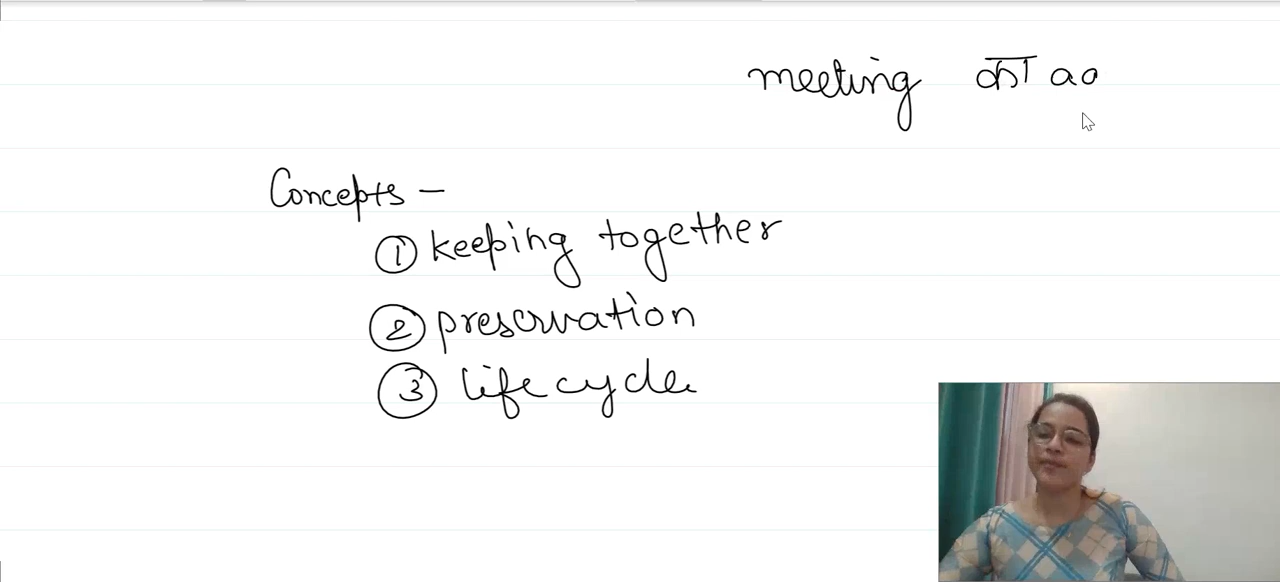 meeting का
Concepts -
① keeping together
② preservation
③ life cycle